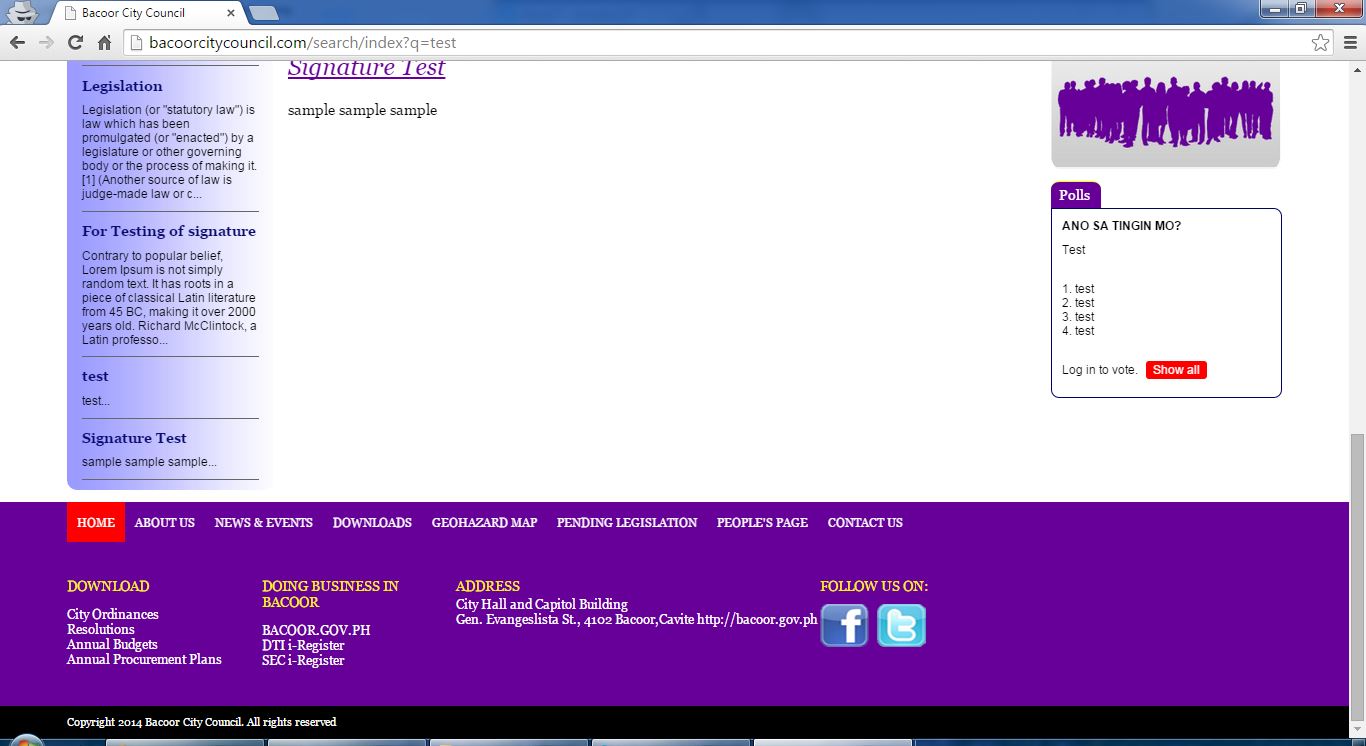 Bacoor City Council
bacoorcitycouncil.com/search/index?q=test
Legislation
Legislation (or "statutory law") is
law which has been
promulgated (or "enacted") by a
legislature or other governing
body or the process of making it.
[1] (Another source of law is
judge-made law or c...
For Testing of signature
Contrary to popular belief,
Lorem Ipsum is not simply
random text. It has roots in a
piece of classical Latin literature
from 45 BC, making it over 2000
years old. Richard McClintock, a
Latin professo...
test
test...
Signature Test
sample sample sample...
Signature Test
sample sample sample
Polls
ANO SA TINGIN MO?
Test
1. test
2. test
3. test
4. test
Log in to vote. Show all
HOME ABOUT US NEWS & EVENTS DOWNLOADS GEOHAZARD MAP PENDING LEGISLATION PEOPLE'S PAGE CONTACT US
DOWNLOAD
City Ordinances
Resolutions
Annual Budgets
Annual Procurement Plans
DOING BUSINESS IN
BACOOR
BACOOR.GOV.PH
DTI i-Register
SEC i-Register
ADDRESS
City Hall and Capitol Building
Gen. Evangeslista St., 4102 Bacoor,Cavite http://bacoor.gov.ph
FOLLOW US ON:
f t
Copyright 2014 Bacoor City Council. All rights reserved